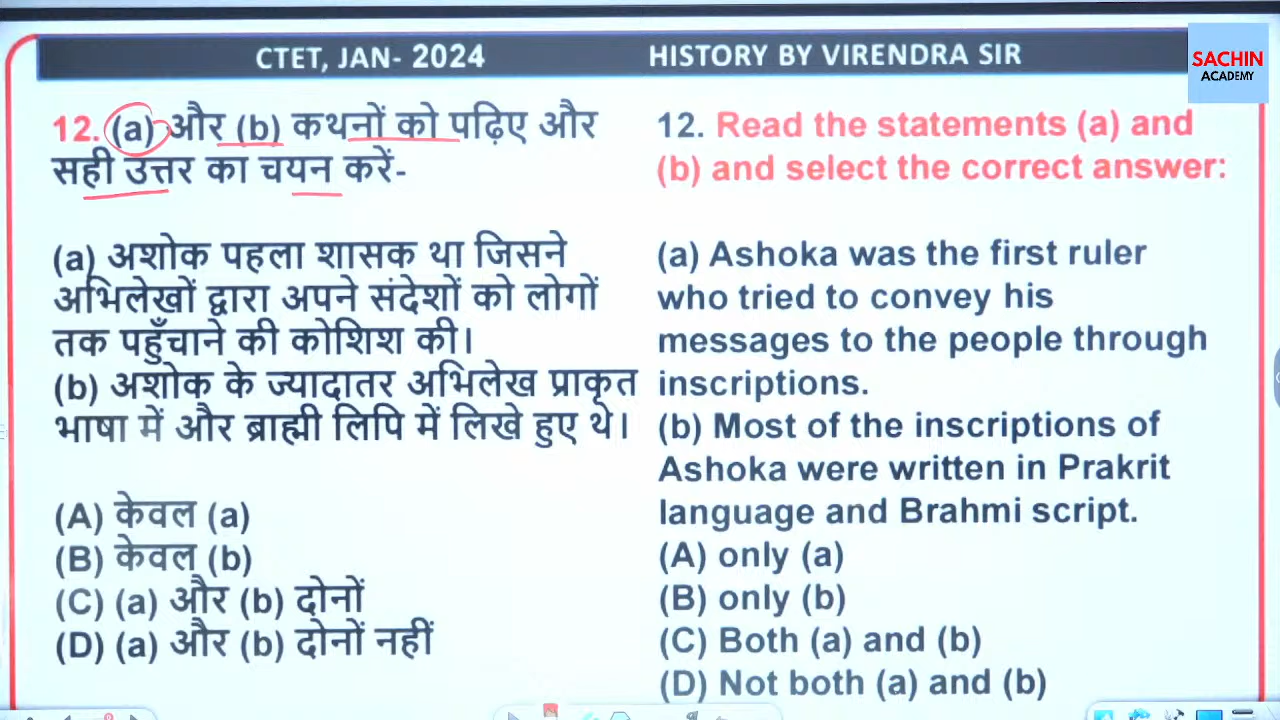 CTET, JAN- 2024
HISTORY BY VIRENDRA SIR
SACHIN
ACADEMY
12. (a) और (b) कथनों को पढ़िए और
सही उत्तर का चयन करें-
(a) अशोक पहला शासक था जिसने
अभिलेखों द्वारा अपने संदेशों को लोगों
तक पहुँचाने की कोशिश की।
(b) अशोक के ज्यादातर अभिलेख प्राकृत
भाषा में और ब्राह्मी लिपि में लिखे हुए थे।
(A) केवल (a)
(B) केवल (b)
(C) (a) और (b) दोनों
(D) (a) और (b) दोनों नहीं
12. Read the statements (a) and
(b) and select the correct answer:
(a) Ashoka was the first ruler
who tried to convey his
messages to the people through
inscriptions.
(b) Most of the inscriptions of
Ashoka were written in Prakrit
language and Brahmi script.
(A) only (a)
(B) only (b)
(C) Both (a) and (b)
(D) Not both (a) and (b)